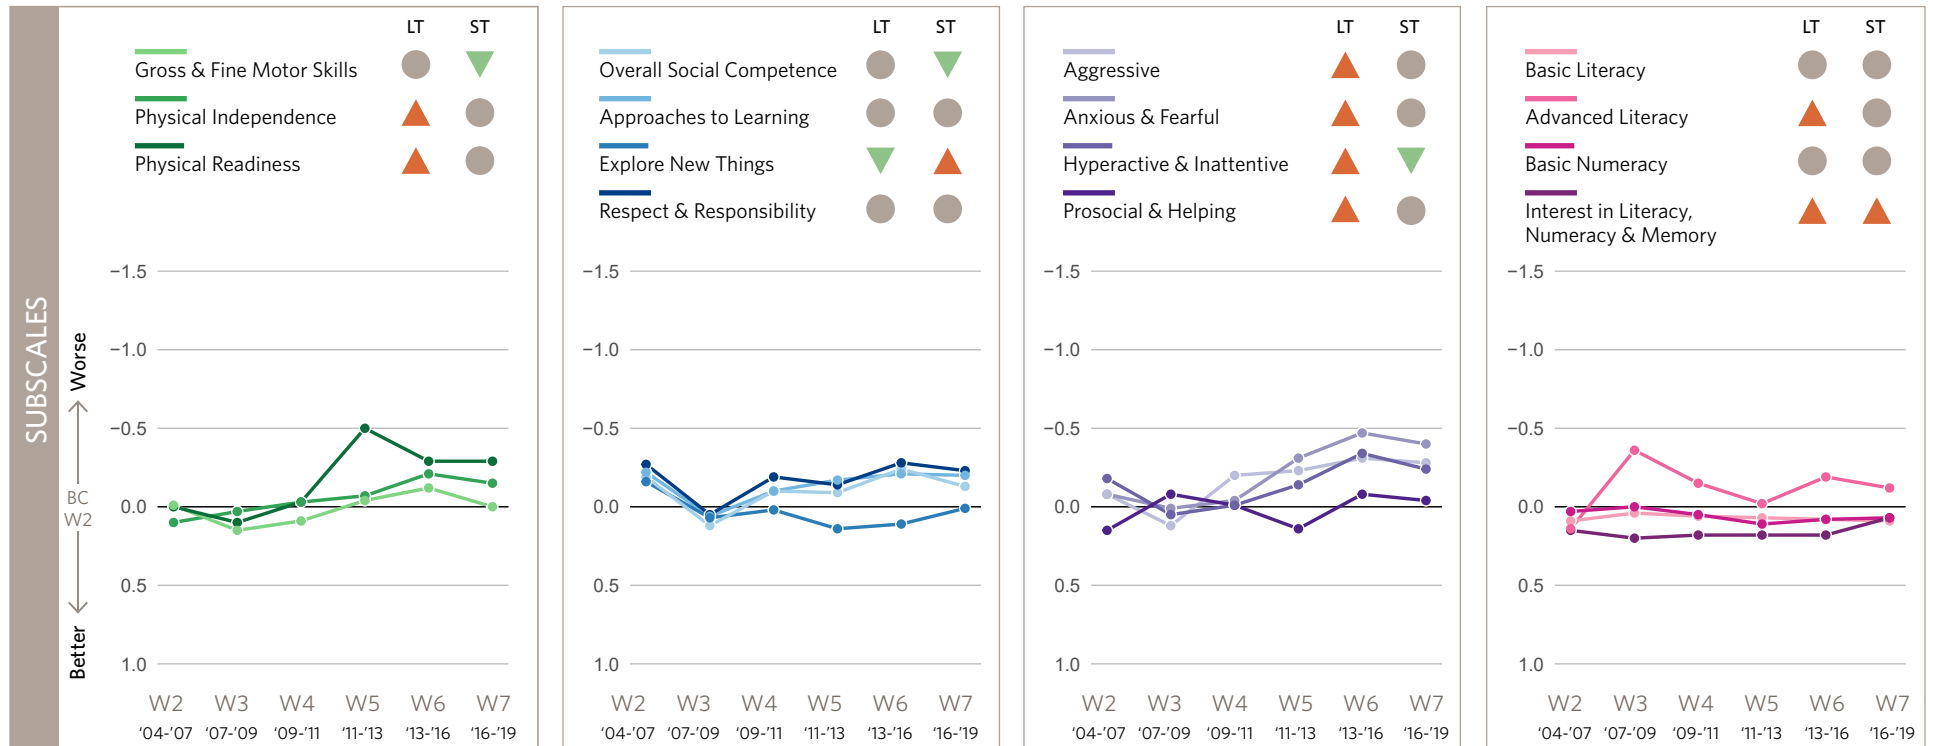 SUBSCALES
Worse
BC
W2
Better
LT ST
Gross & Fine Motor Skills
Physical Independence
Physical Readiness
−1.5
−1.0
−0.5
0.0
0.5
1.0
W2 W3 W4 W5 W6 W7
‘04-’07 ‘07-’09 ‘09-’11 ‘11-’13 ‘13-’16 ‘16-’19
LT ST
Overall Social Competence
Approaches to Learning
Explore New Things
Respect & Responsibility
−1.5
−1.0
−0.5
0.0
0.5
1.0
W2 W3 W4 W5 W6 W7
‘04-’07 ‘07-’09 ‘09-’11 ‘11-’13 ‘13-’16 ‘16-’19
LT ST
Aggressive
Anxious & Fearful
Hyperactive & Inattentive
Prosocial & Helping
−1.5
−1.0
−0.5
0.0
0.5
1.0
W2 W3 W4 W5 W6 W7
‘04-’07 ‘07-’09 ‘09-’11 ‘11-’13 ‘13-’16 ‘16-’19
LT ST
Basic Literacy
Advanced Literacy
Basic Numeracy
Interest in Literacy,
Numeracy & Memory
−1.5
−1.0
−0.5
0.0
0.5
1.0
W2 W3 W4 W5 W6 W7
‘04-’07 ‘07-’09 ‘09-’11 ‘11-’13 ‘13-’16 ‘16-’19